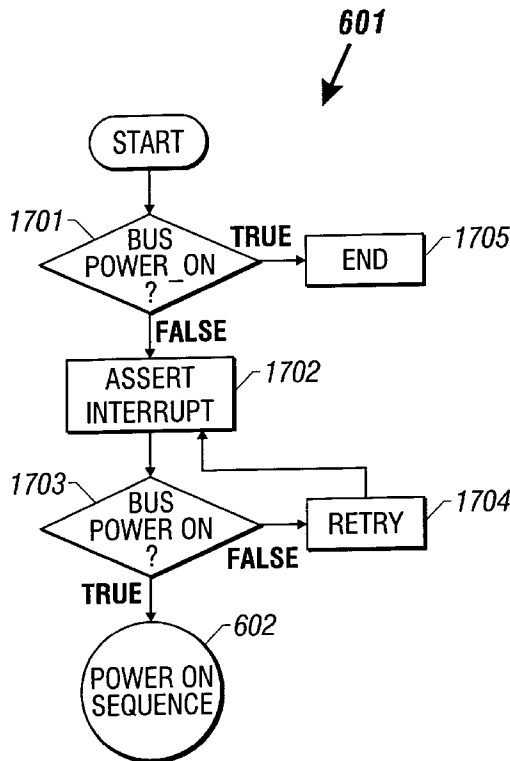 601
START
1701
BUS
POWER_ON
?
TRUE
END
1705
FALSE
ASSERT
INTERRUPT
1702
1703
BUS
POWER ON
?
FALSE
RETRY
1704
TRUE
602
POWER ON
SEQUENCE